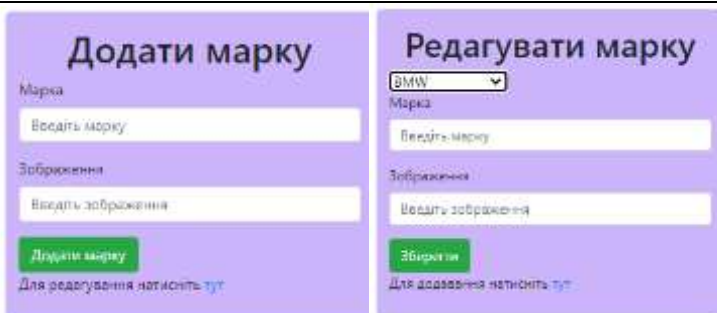 Додати марку
Марка
Введіть марку
Зображення
Введіть зображення
Додати марку
Для редагування натисніть тут
Редагувати марку
BMW
Марка
Введіть марку
Зображення
Введіть зображення
Зберегти
Для додавання натисніть тут